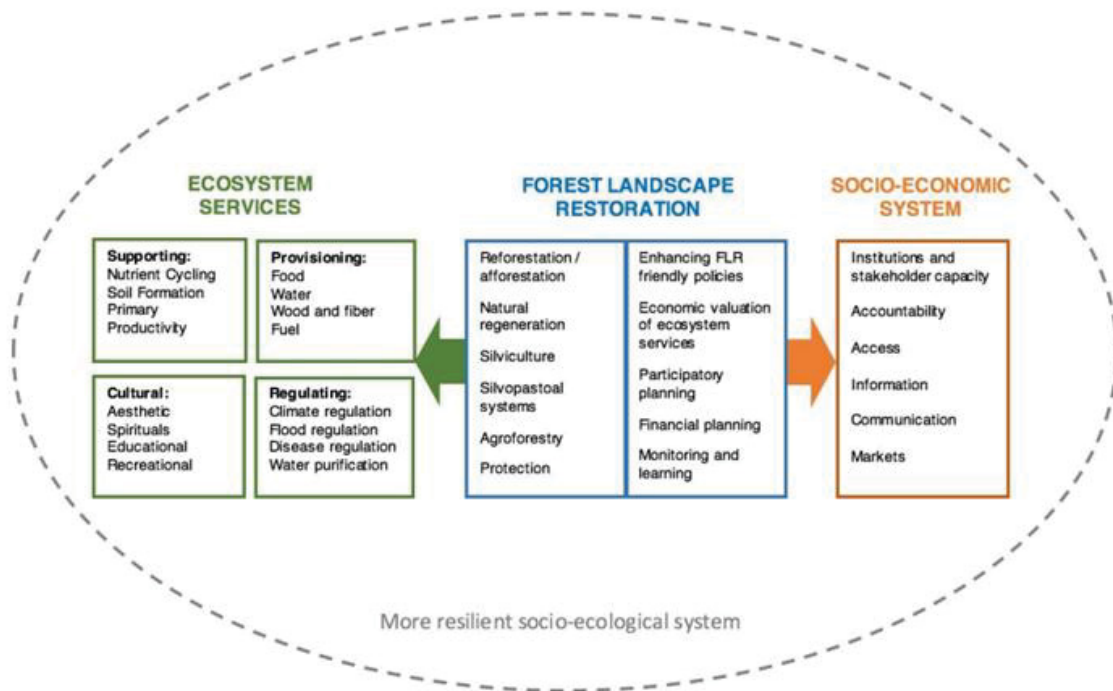 ECOSYSTEM
SERVICES
Supporting:
Nutrient Cycling
Soil Formation
Primary
Productivity
Provisioning:
Food
Water
Wood and fiber
Fuel
Cultural:
Aesthetic
Spirituals
Educational
Recreational
Regulating:
Climate regulation
Flood regulation
Disease regulation
Water purification
FOREST LANDSCAPE
RESTORATION
Reforestation /
afforestation
Natural
regeneration
Silviculture
Silvopastoal
systems
Agroforestry
Protection
Enhancing FLR
friendly policies
Economic valuation
of ecosystem
services
Participatory
planning
Financial planning
Monitoring and
learning
SOCIO-ECONOMIC
SYSTEM
Institutions and
stakeholder capacity
Accountability
Access
Information
Communication
Markets
More resilient socio-ecological system